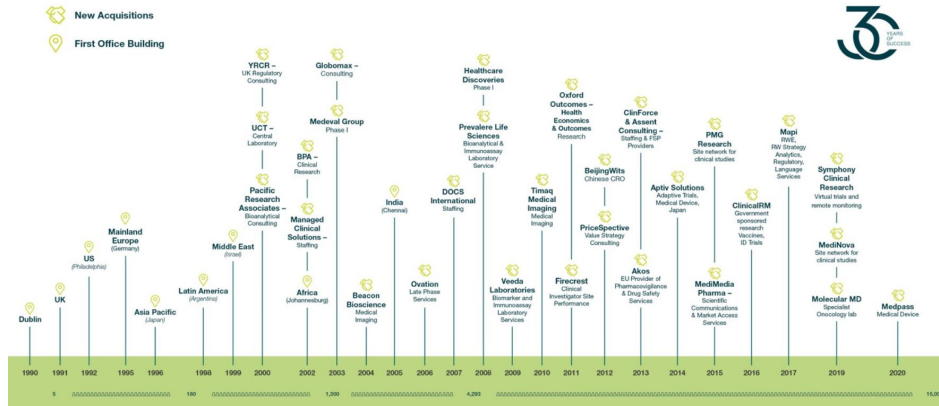 New Acquisitions
First Office Building
30
YEARS
OF
SUCCESS
Dublin
UK
US
(Philadelphia)
Mainland
Europe
(Germany)
Asia Pacific
(Japan)
Latin America
(Argentina)
Middle East
(Israel)
YRCR –
UK Regulatory
Consulting
UCT –
Central
Laboratory
Pacific
Research
Associates –
Bioanalytical
Consulting
BPA –
Clinical
Research
Managed
Clinical
Solutions –
Staffing
Africa
(Johannesburg)
Globomax –
Consulting
Medeval Group
Phase I
Beacon
Bioscience
Medical
Imaging
India
(Chennai)
Ovation
Late Phase
Services
DOCS
International
Staffing
Healthcare
Discoveries
Phase I
Prevalere Life
Sciences
Bioanalytical &
Immunoassay
Laboratory
Service
Veeda
Laboratories
Biomarker and
Immunoassay
Laboratory
Services
Timaq
Medical
Imaging
Medical
Imaging
Oxford
Outcomes –
Health
Economics
& Outcomes
Research
Firecrest
Clinical
Investigator Site
Performance
BeijingWits
Chinese CRO
PriceSpective
Value Strategy
Consulting
ClinForce
& Assent
Consulting –
Staffing & FSP
Providers
Akos
EU Provider of
Pharmacovigilance
& Drug Safety
Services
Aptiv Solutions
Adaptive Trials,
Medical Device,
Japan
PMG
Research
Site network for
clinical studies
MediMedia
Pharma –
Scientific
Communications
& Market Access
Services
ClinicalRM
Government
sponsored
research
Vaccines,
ID Trials
Mapi
RWE,
RW Strategy
Analytics,
Regulatory,
Language
Services
Symphony
Clinical
Research
Virtual trials and
remote monitoring
MediNova
Site network for
clinical studies
Molecular MD
Specialist
Onocology lab
Medpass
Medical Device
1990 1991 1992 1995 1996 1998 1999 2000 2002 2003 2004 2005 2006 2007 2008 2009 2010 2011 2012 2013 2014 2015 2016 2017 2019 2020
5 180 1,200 4,293